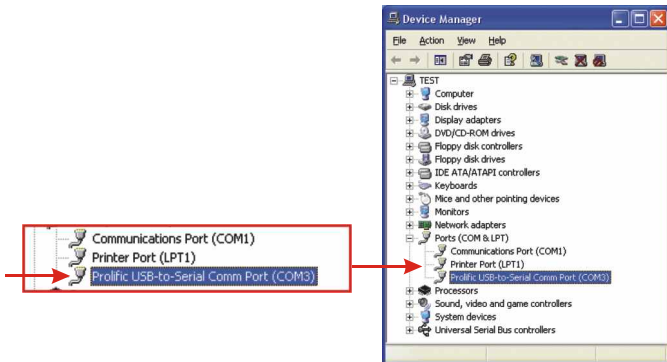 Communications Port (COM1)
Printer Port (LPT1)
Prolific USB-to-Serial Comm Port (COM3)
Device Manager
File Action View Help
TEST
Computer
Disk drives
Display adapters
DVD/CD-ROM drives
Floppy disk controllers
Floppy disk drives
IDE ATA/ATAPI controllers
Keyboards
Mice and other pointing devices
Monitors
Network adapters
Ports (COM & LPT)
Communications Port (COM1)
Printer Port (LPT1)
Prolific USB-to-Serial Comm Port (COM3)
Processors
Sound, video and game controllers
System devices
Universal Serial Bus controllers